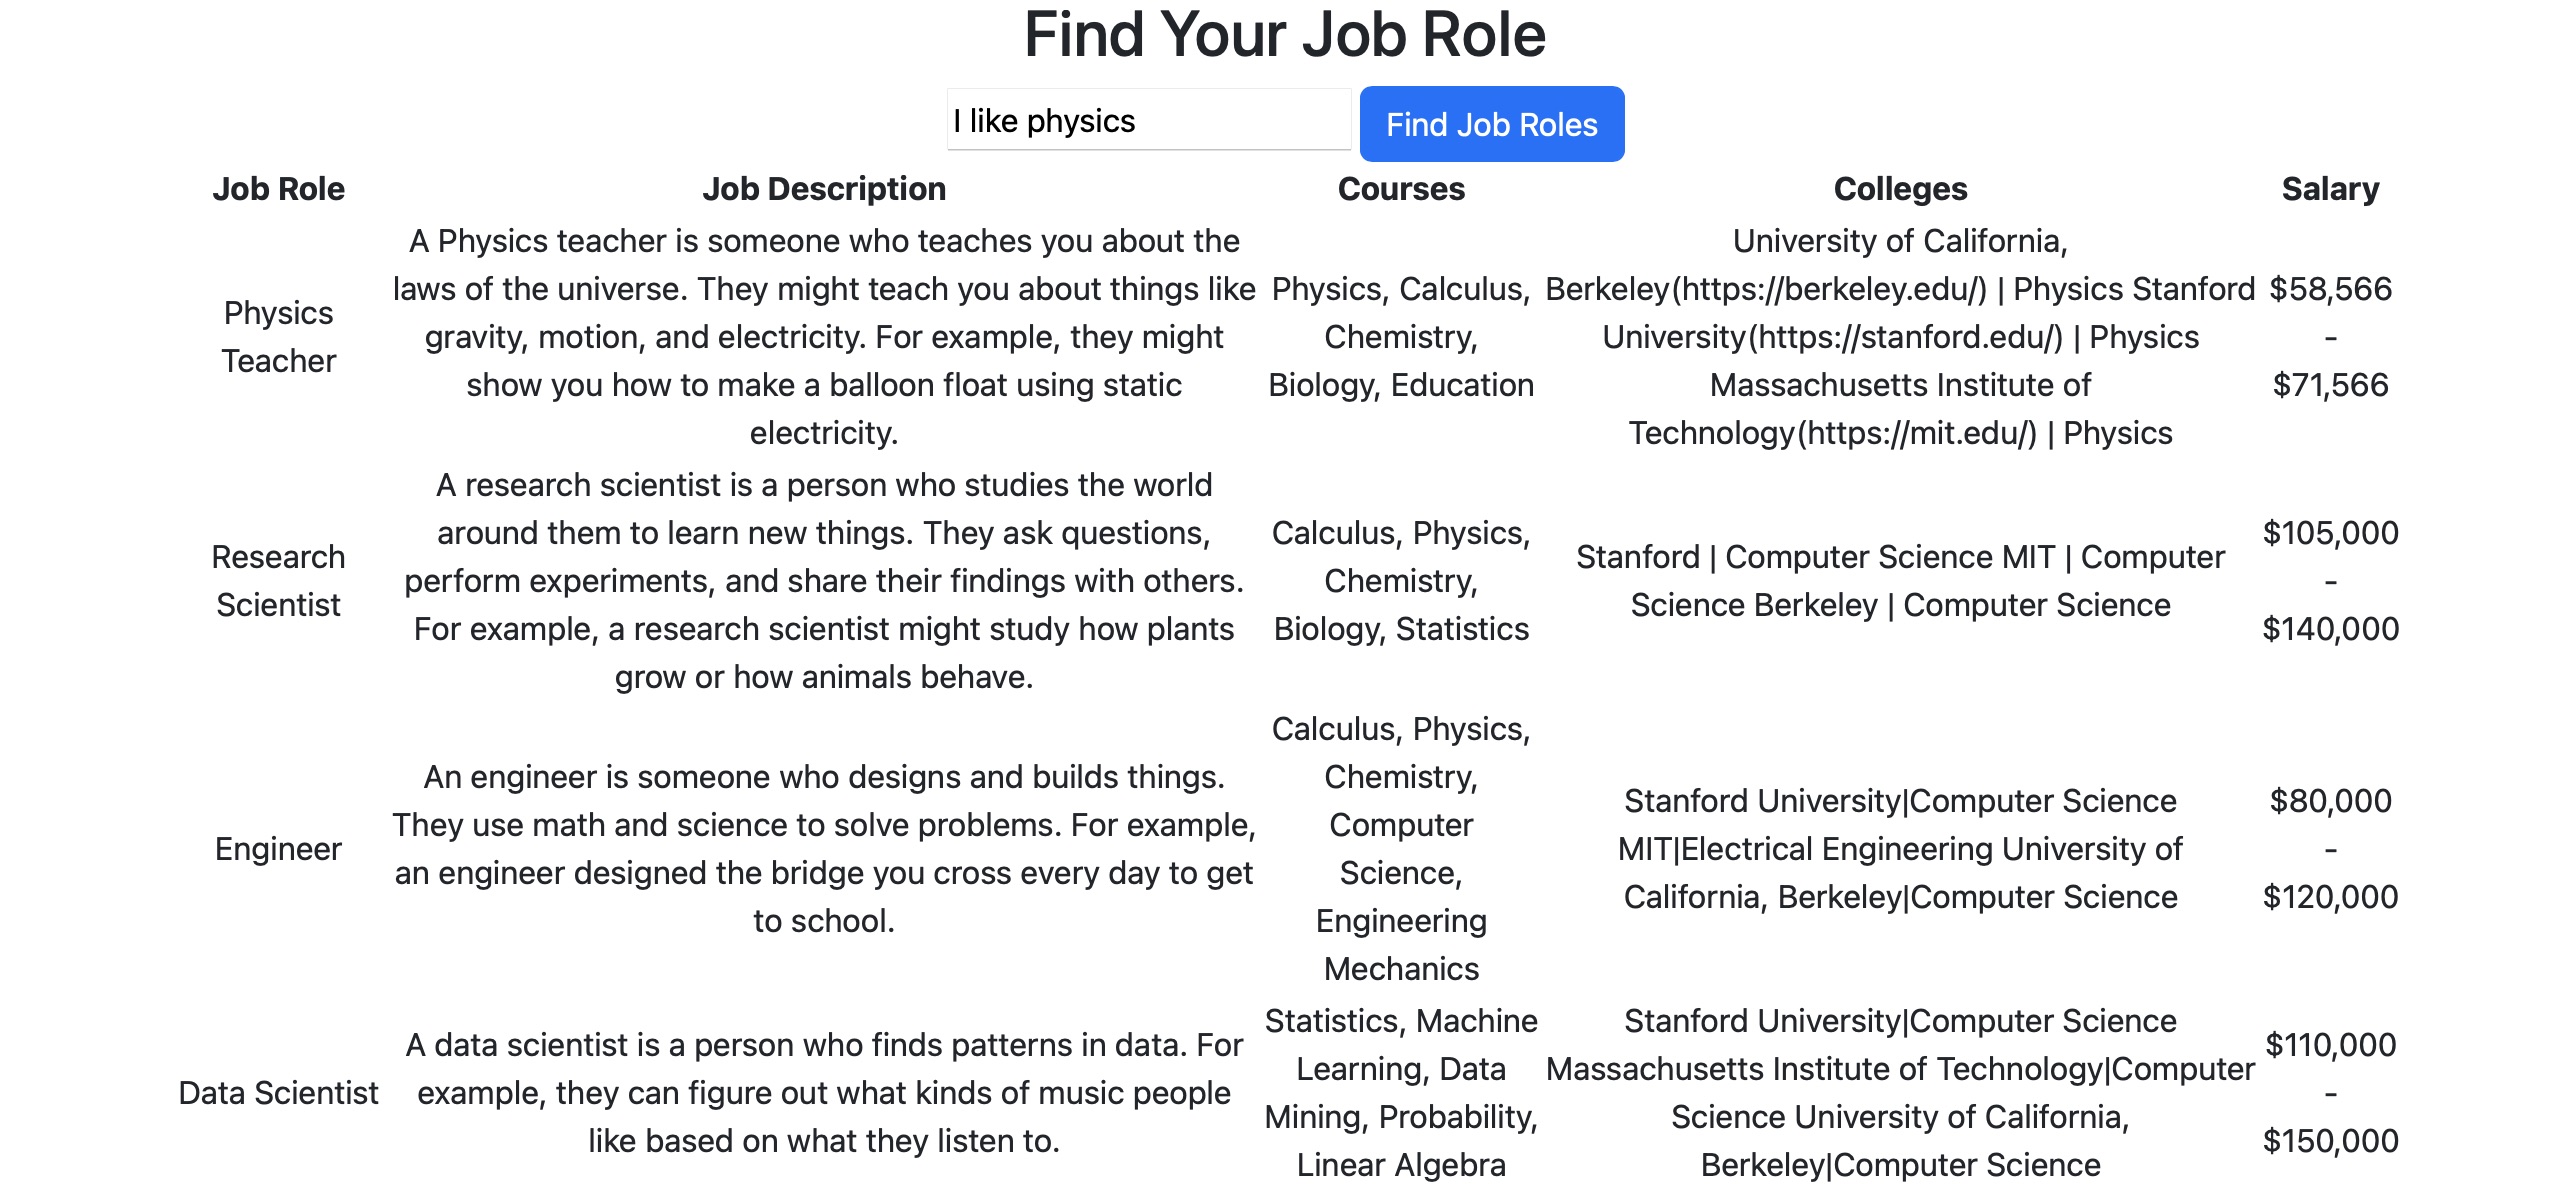 Find Your Job Role
I like physics
Find Job Roles
Job Role
Job Description
Courses
Colleges
Salary
Physics
Teacher
A Physics teacher is someone who teaches you about the
laws of the universe. They might teach you about things like
gravity, motion, and electricity. For example, they might
show you how to make a balloon float using static
electricity.
Physics, Calculus,
Chemistry,
Biology, Education
University of California,
Berkeley(https://berkeley.edu/) | Physics Stanford
University(https://stanford.edu/) | Physics
Massachusetts Institute of
Technology(https://mit.edu/) | Physics
$58,566
-
$71,566
Research
Scientist
A research scientist is a person who studies the world
around them to learn new things. They ask questions,
perform experiments, and share their findings with others.
For example, a research scientist might study how plants
grow or how animals behave.
Calculus, Physics,
Chemistry,
Biology, Statistics
Stanford | Computer Science MIT | Computer
Science Berkeley | Computer Science
$105,000
-
$140,000
Engineer
An engineer is someone who designs and builds things.
They use math and science to solve problems. For example,
an engineer designed the bridge you cross every day to get
to school.
Calculus, Physics,
Chemistry,
Computer
Science,
Engineering
Mechanics
Stanford University|Computer Science
MIT|Electrical Engineering University of
California, Berkeley|Computer Science
$80,000
-
$120,000
Data Scientist
A data scientist is a person who finds patterns in data. For
example, they can figure out what kinds of music people
like based on what they listen to.
Statistics, Machine
Learning, Data
Mining, Probability,
Linear Algebra
Stanford University|Computer Science
Massachusetts Institute of Technology|Computer
Science University of California,
Berkeley|Computer Science
$110,000
-
$150,000